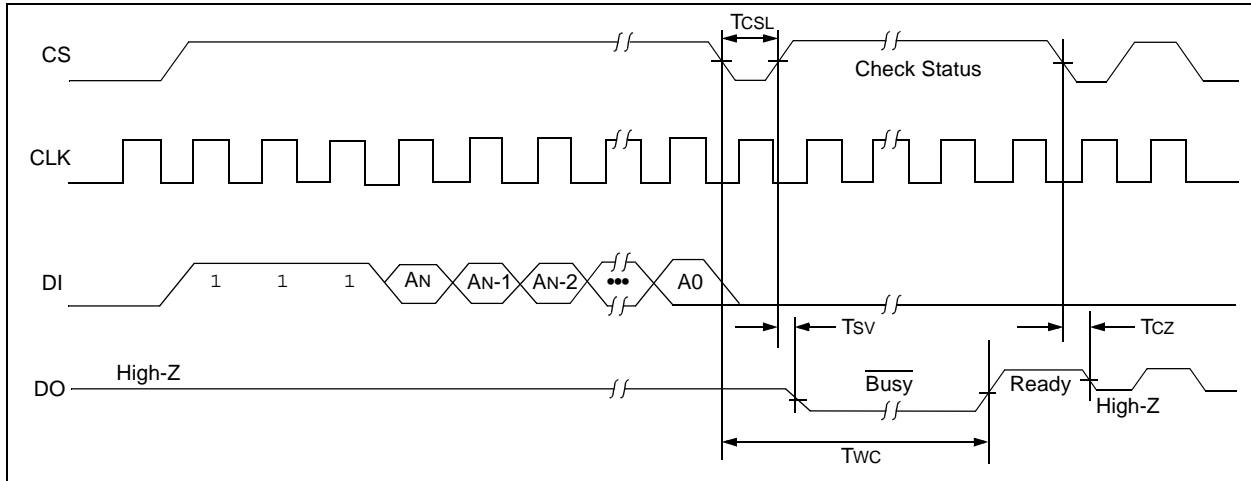 TCSL
CS
Check Status
CLK
DI
1 1 1 AN AN-1 AN-2 ••• A0
TSV
TCZ
High-Z
DO
Busy
Ready
High-Z
TWC